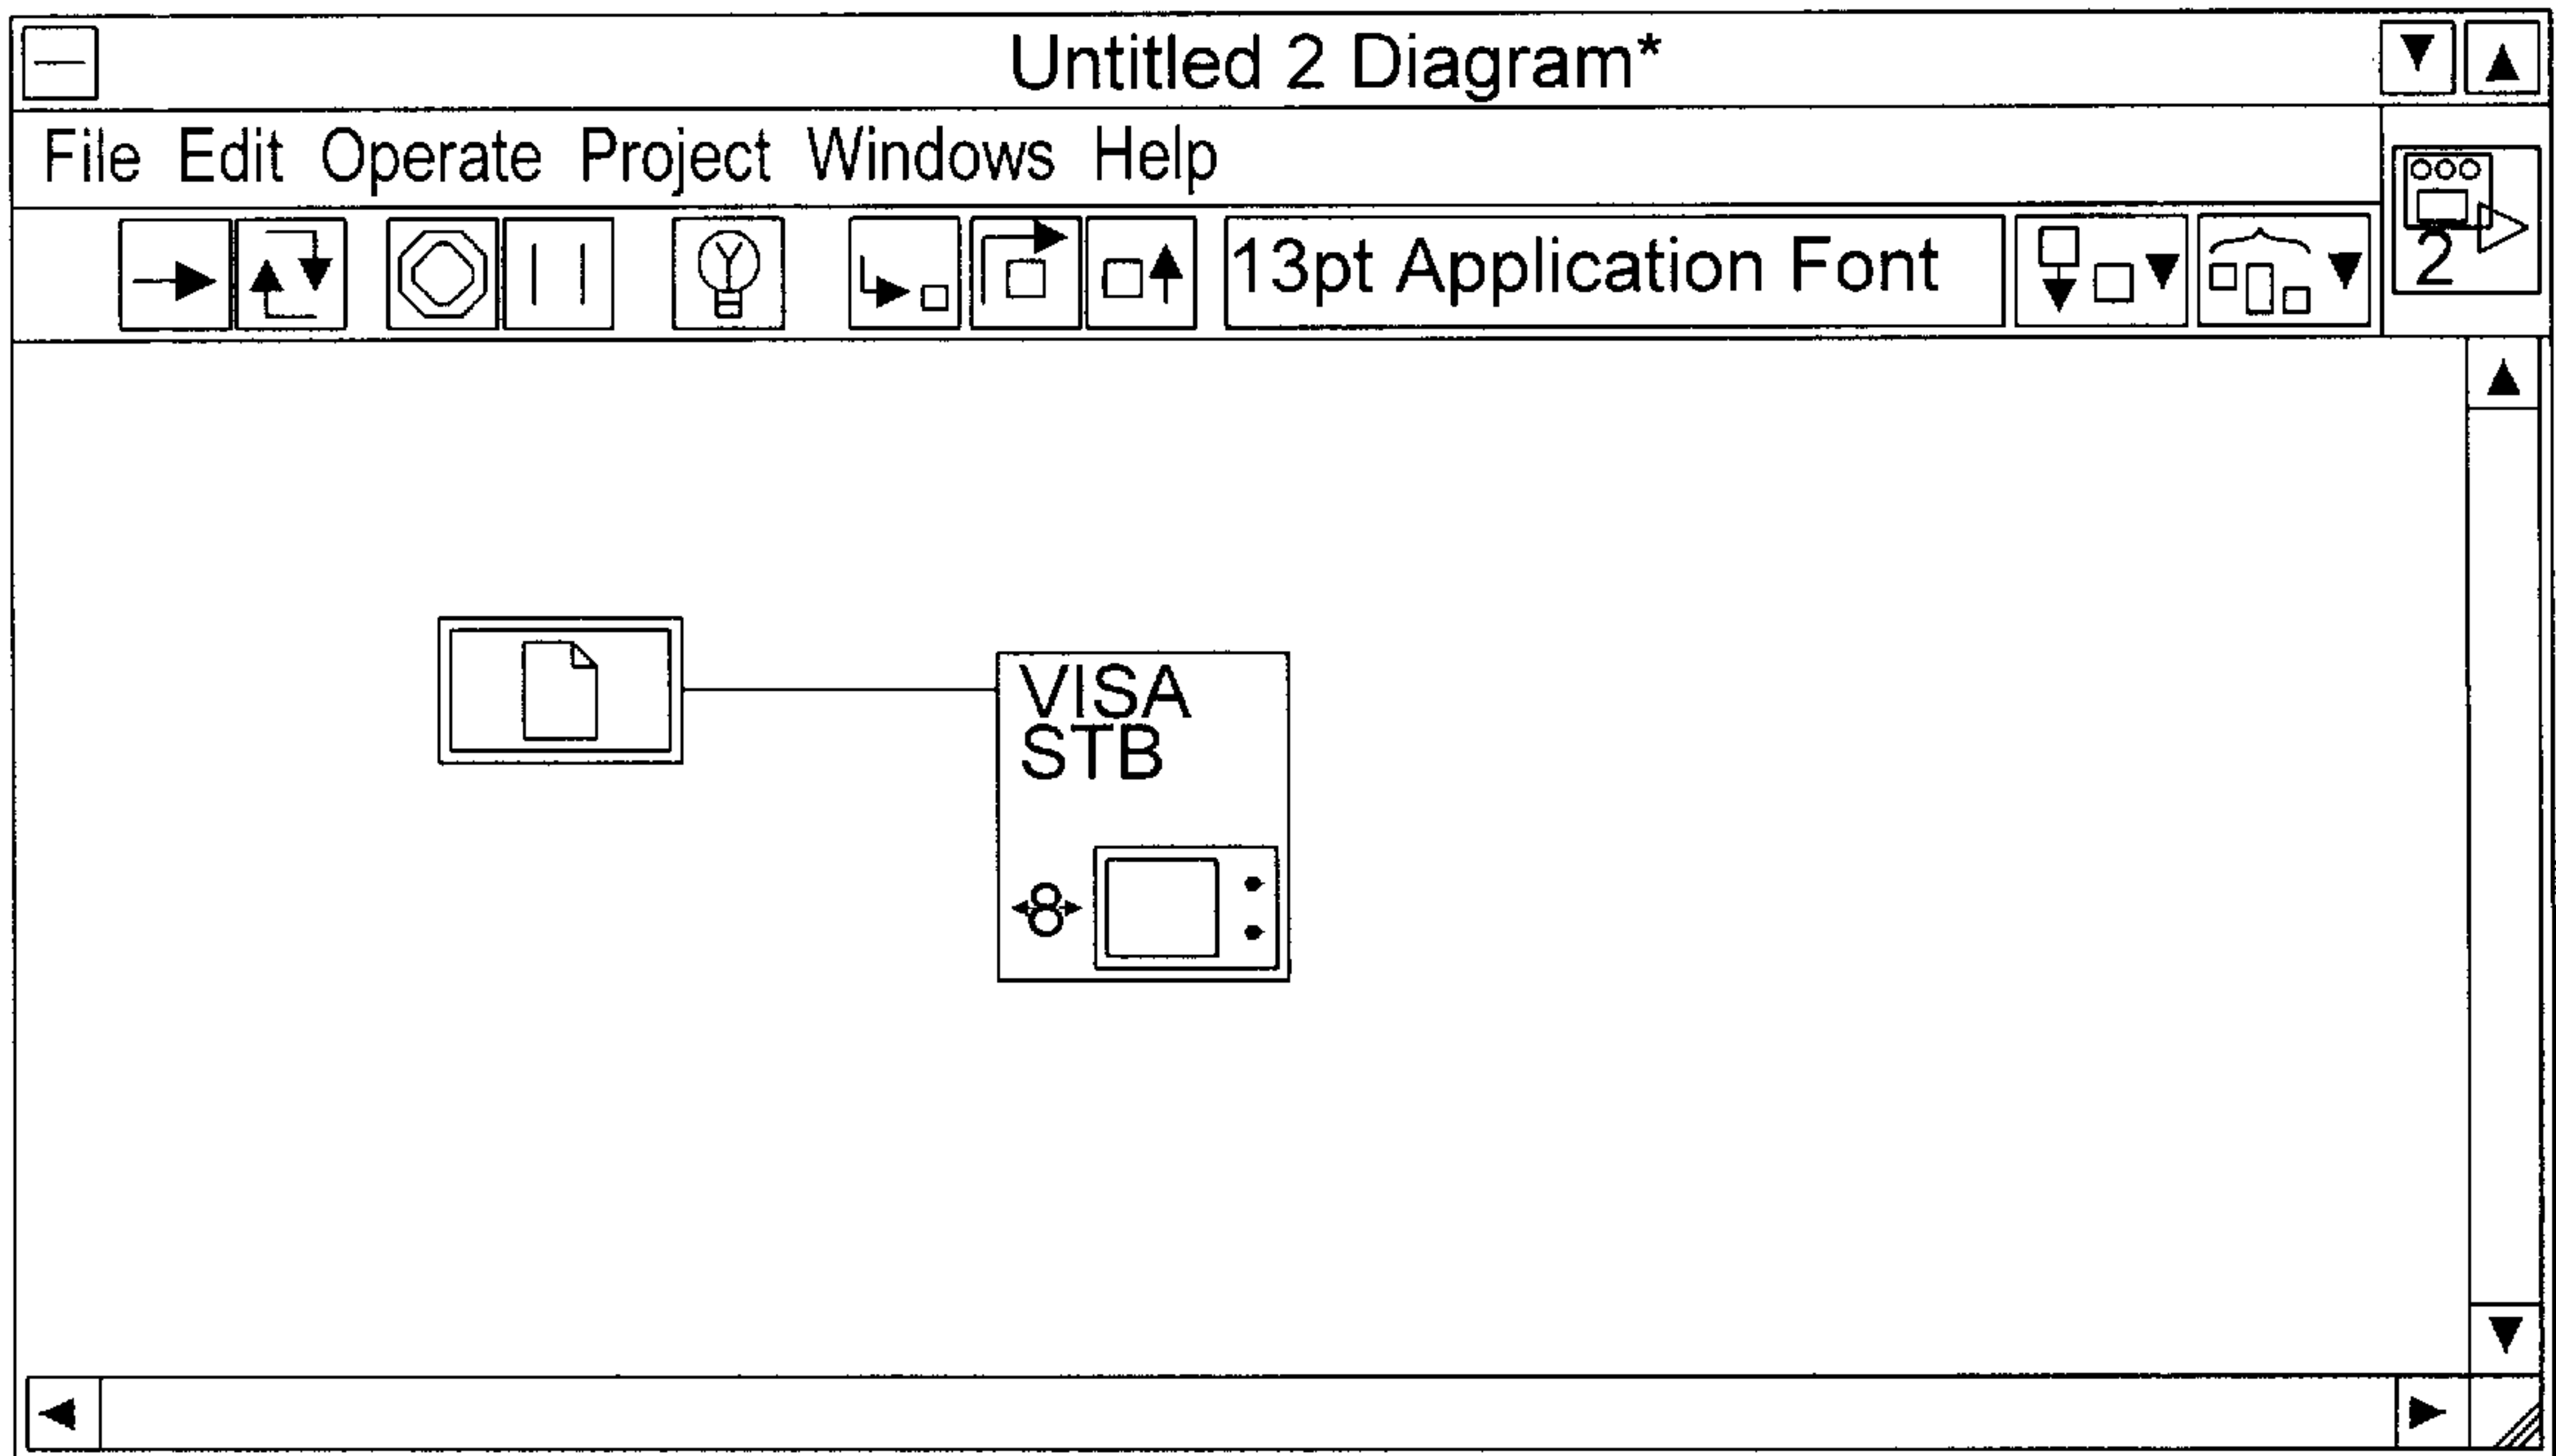 Untitled 2 Diagram*
File Edit Operate Project Windows Help
2
13pt Application Font
VISA
STB
8